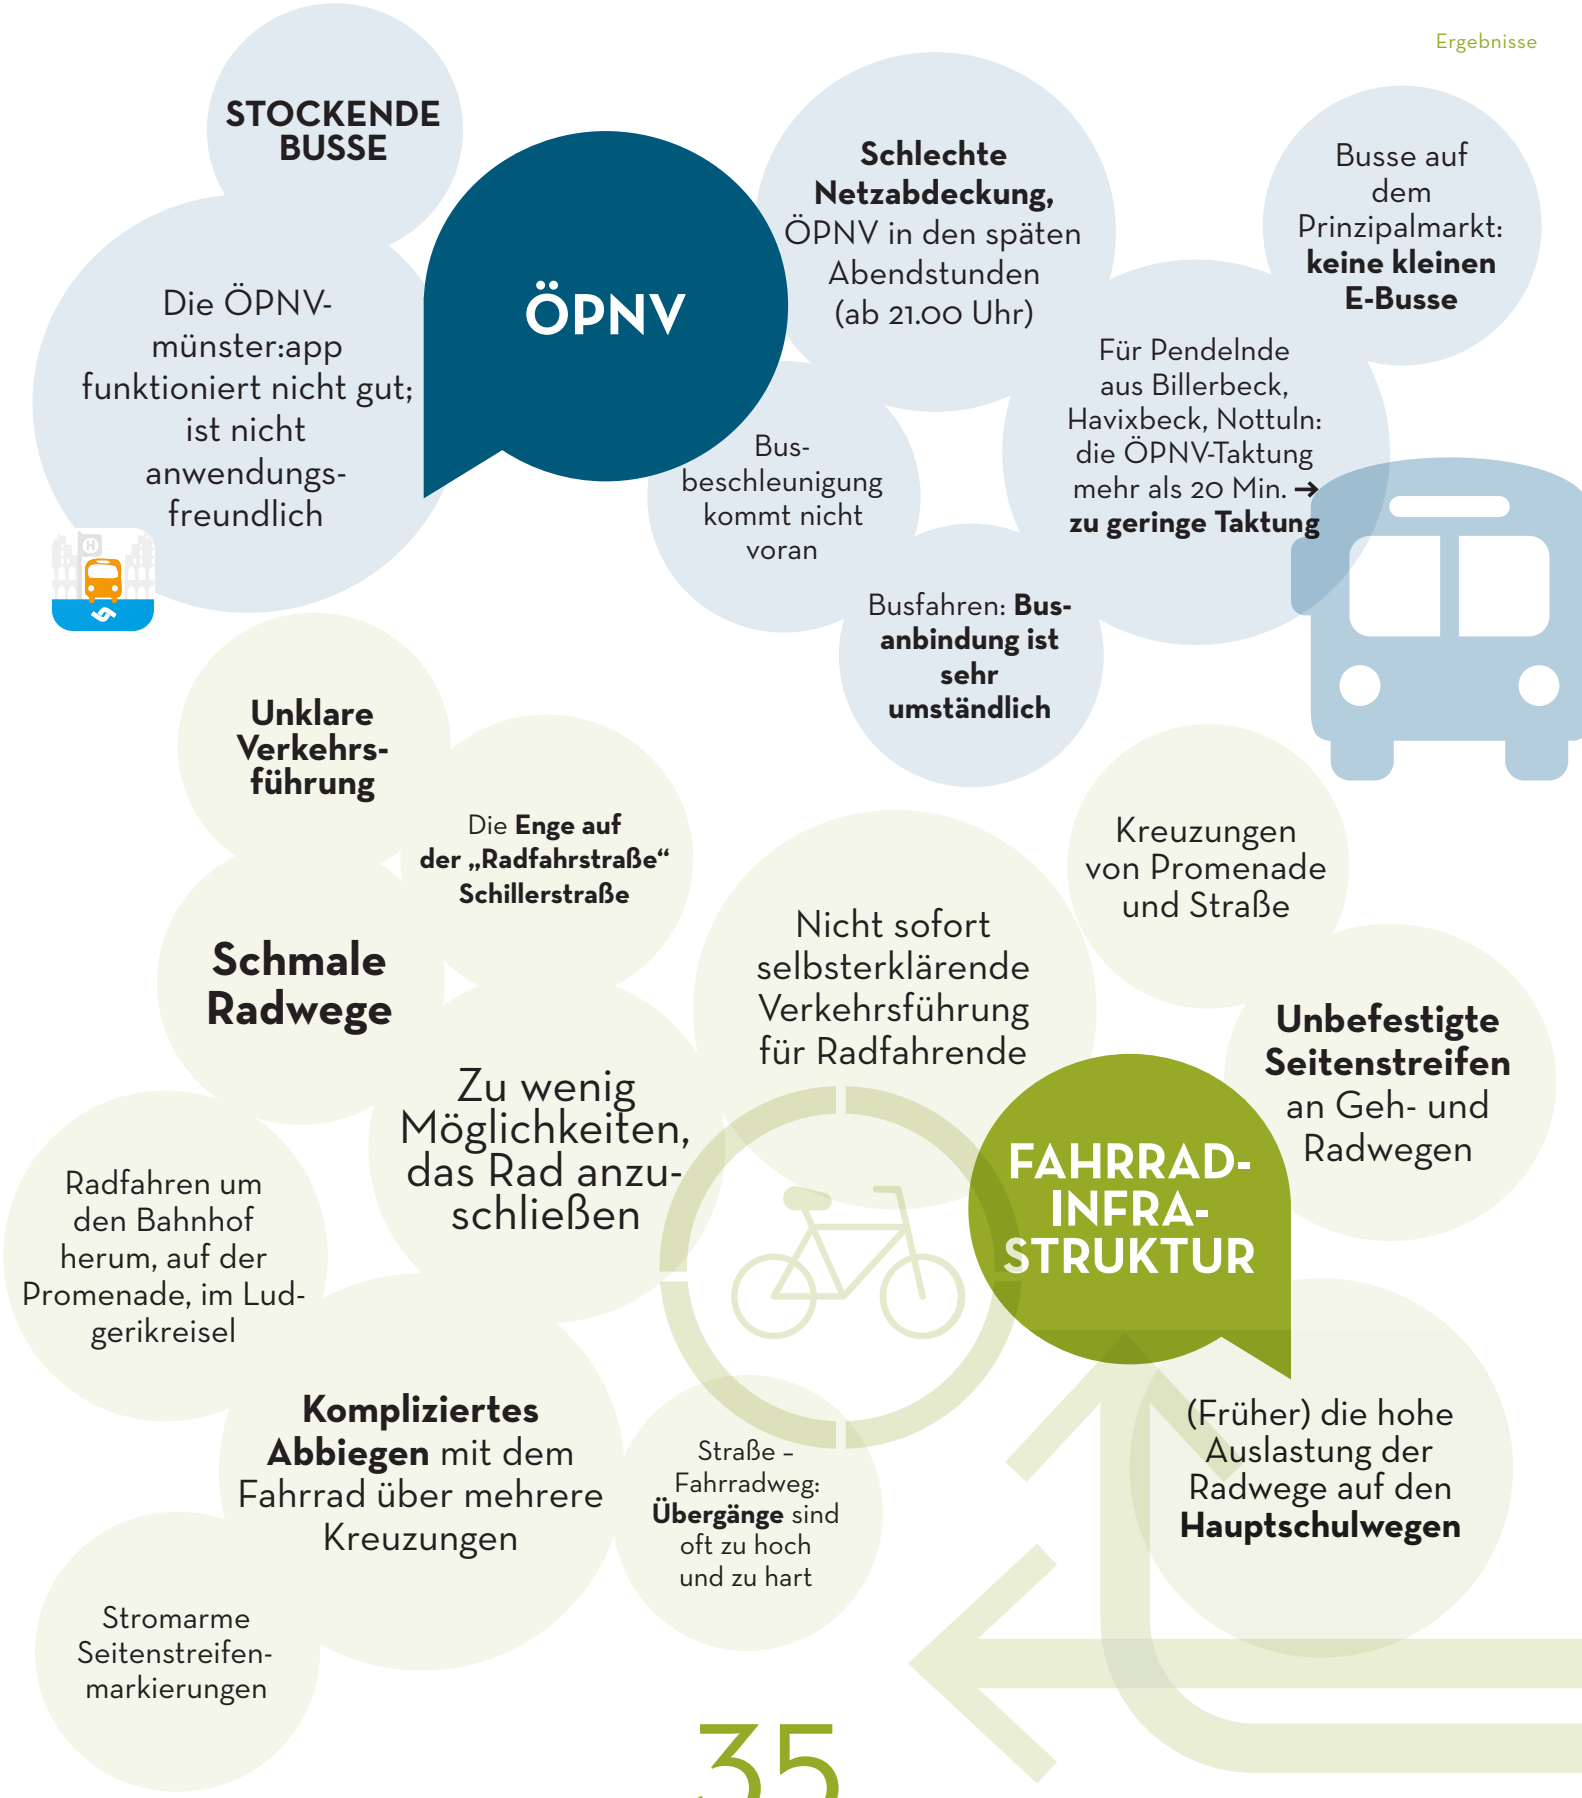 Ergebnisse
STOCKENDE
BUSSE
ÖPNV
Die ÖPNV-
münster:app
funktioniert nicht gut;
ist nicht
anwendungs-
freundlich
H
Schlechte
Netzabdeckung,
ÖPNV in den späten
Abendstunden
(ab 21.00 Uhr)
Busse auf
dem
Prinzipalmarkt:
keine kleinen
E-Busse
Für Pendelnde
aus Billerbeck,
Havixbeck, Nottuln:
die ÖPNV-Taktung
mehr als 20 Min. →
zu geringe Taktung
Bus-
beschleunigung
kommt nicht
voran
Busfahren: Bus-
anbindung ist
sehr
umständlich
Unklare
Verkehrs-
führung
Die Enge auf
der „Radfahrstraße“
Schillerstraße
Schmale
Radwege
Nicht sofort
selbsterklärende
Verkehrsführung
für Radfahrende
Kreuzungen
von Promenade
und Straße
Unbefestigte
Seitenstreifen
an Geh- und
Radwegen
Zu wenig
Möglichkeiten,
das Rad anzu-
schließen
FAHRRAD-
INFRA-
STRUKTUR
Radfahren um
den Bahnhof
herum, auf der
Promenade, im Lud-
gerikreisel
Kompliziertes
Abbiegen mit dem
Fahrrad über mehrere
Kreuzungen
Straße –
Fahrradweg:
Übergänge sind
oft zu hoch
und zu hart
(Früher) die hohe
Auslastung der
Radwege auf den
Hauptschulwegen
Stromarme
Seitenstreifen-
markierungen
35